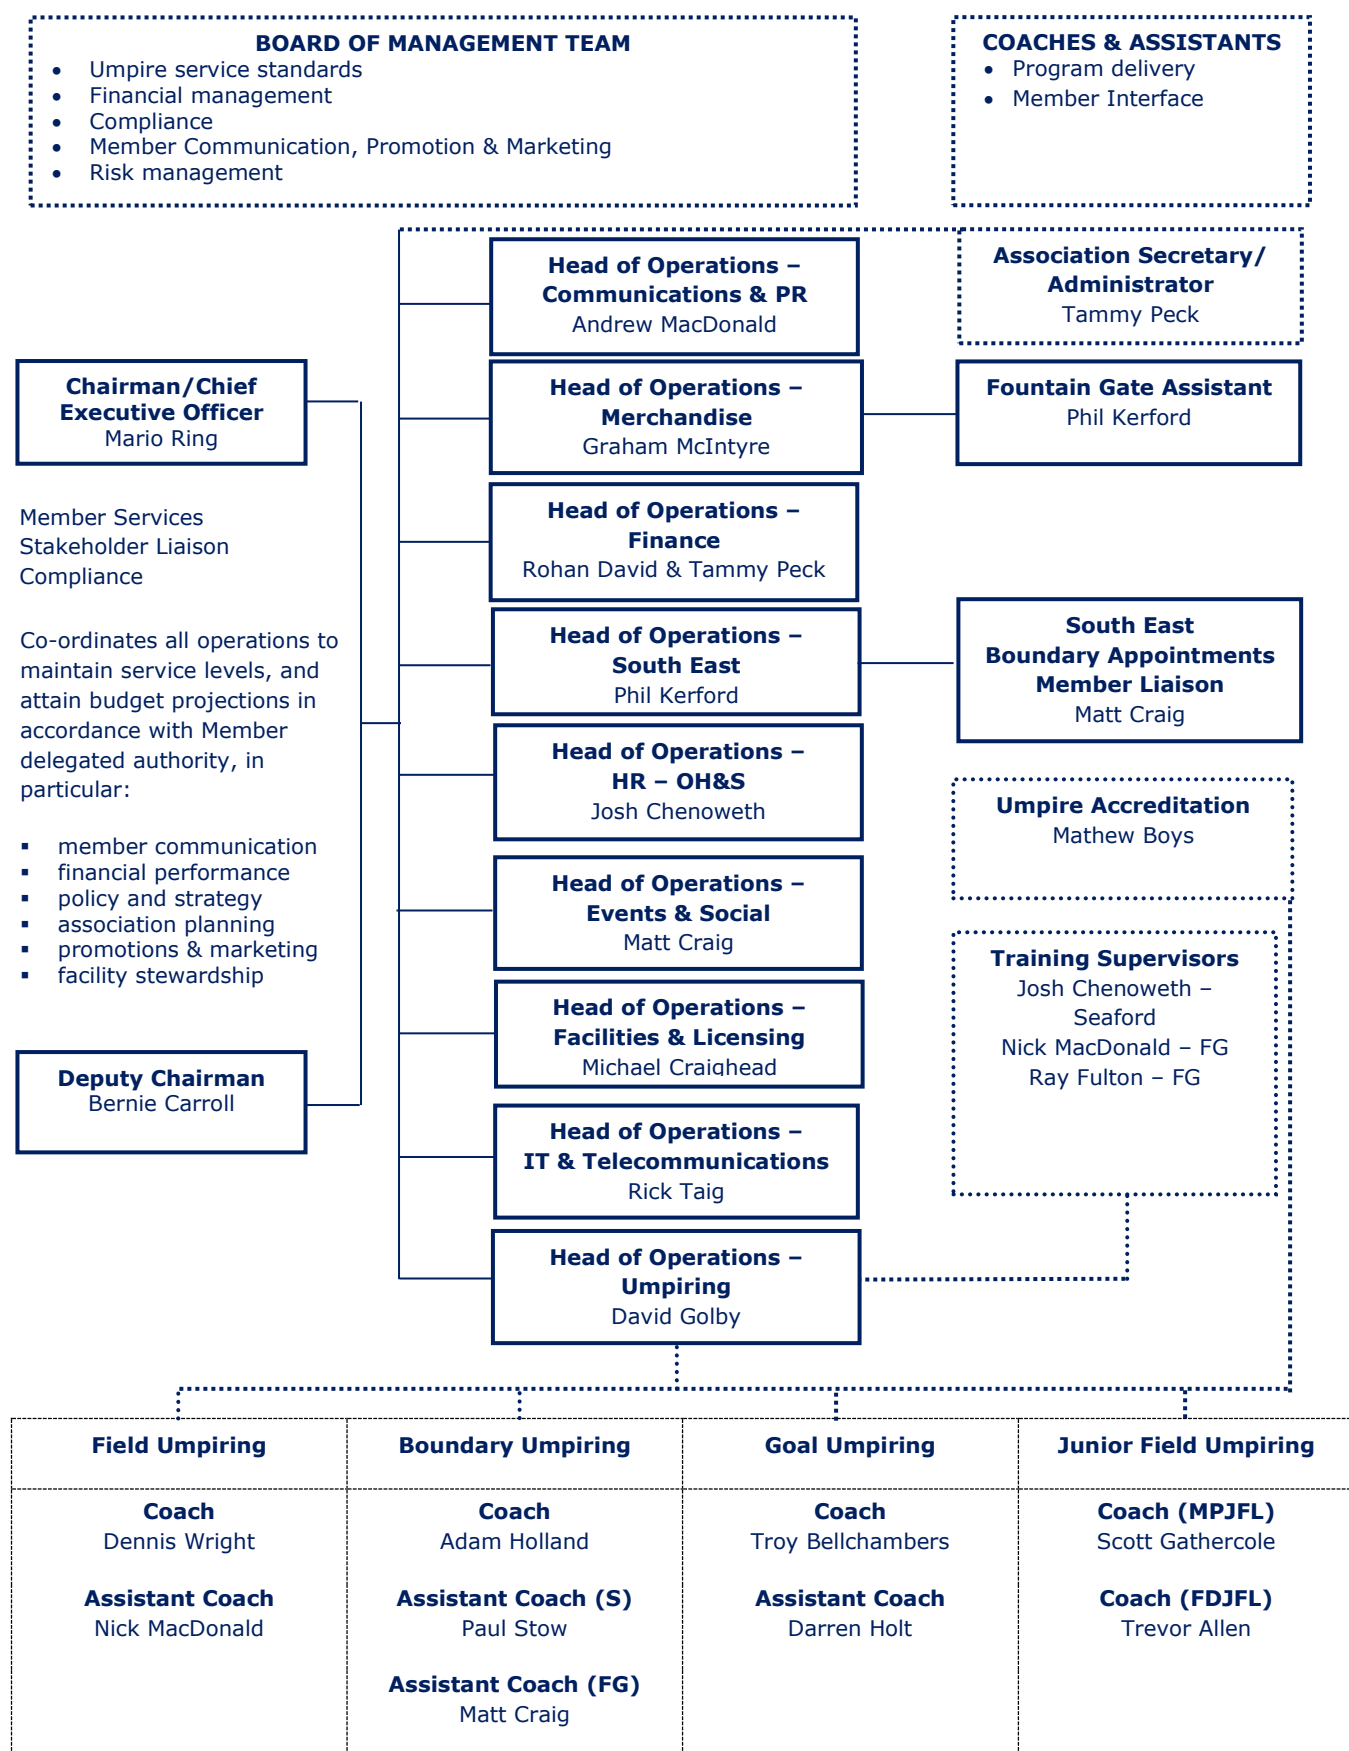 BOARD OF MANAGEMENT TEAM
• Umpire service standards
• Financial management
• Compliance
• Member Communication, Promotion & Marketing
• Risk management
COACHES & ASSISTANTS
• Program delivery
• Member Interface
Head of Operations –
Communications & PR
Andrew MacDonald
Association Secretary/
Administrator
Tammy Peck
Chairman/Chief
Executive Officer
Mario Ring
Head of Operations –
Merchandise
Graham McIntyre
Fountain Gate Assistant
Phil Kerford
Member Services
Stakeholder Liaison
Compliance
Co-ordinates all operations to
maintain service levels, and
attain budget projections in
accordance with Member
delegated authority, in
particular:
▪ member communication
▪ financial performance
▪ policy and strategy
▪ association planning
▪ promotions & marketing
▪ facility stewardship
Head of Operations –
Finance
Rohan David & Tammy Peck
Head of Operations –
South East
Phil Kerford
South East
Boundary Appointments
Member Liaison
Matt Craig
Head of Operations –
HR – OH&S
Josh Chenoweth
Umpire Accreditation
Mathew Boys
Head of Operations –
Events & Social
Matt Craig
Training Supervisors
Josh Chenoweth –
Seaford
Nick MacDonald – FG
Ray Fulton – FG
Head of Operations –
Facilities & Licensing
Michael Craighead
Deputy Chairman
Bernie Carroll
Head of Operations –
IT & Telecommunications
Rick Taig
Head of Operations –
Umpiring
David Golby
Field Umpiring
Coach
Dennis Wright
Assistant Coach
Nick MacDonald
Boundary Umpiring
Coach
Adam Holland
Assistant Coach (S)
Paul Stow
Assistant Coach (FG)
Matt Craig
Goal Umpiring
Coach
Troy Bellchambers
Assistant Coach
Darren Holt
Junior Field Umpiring
Coach (MPJFL)
Scott Gathercole
Coach (FDJFL)
Trevor Allen